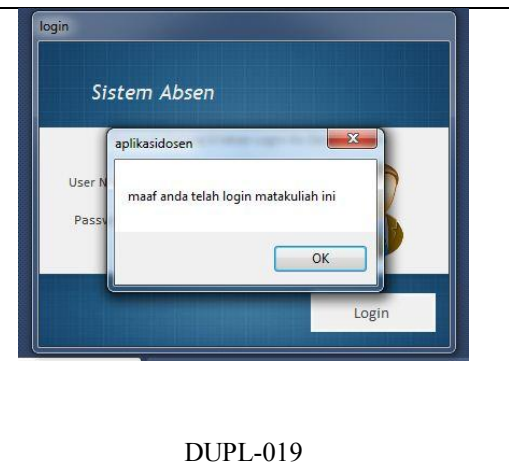 login
Sistem Absen
aplikasidosen
User N
maaf anda telah login matakuliah ini
Passw
OK
Login
DUPL-019